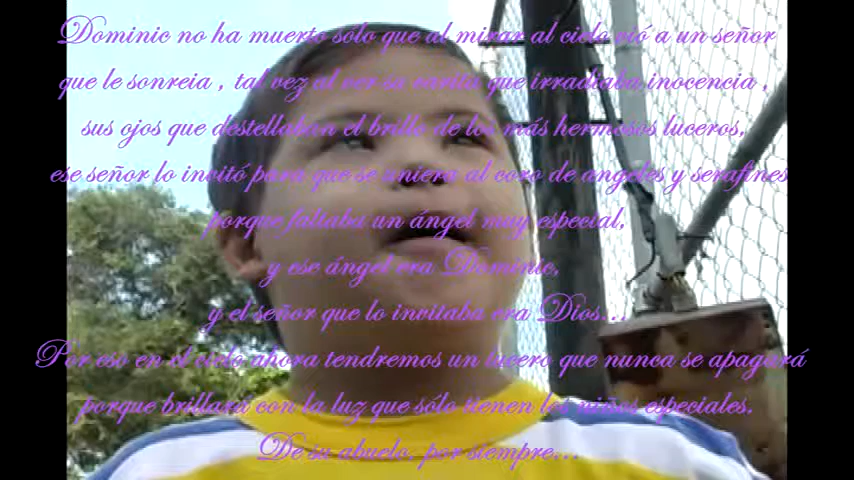 Dominic no ha muerto sólo que al mirar al cielo vió a un señor
que le sonreia , tal vez al ver su carita que irradiaba inocencia ,
sus ojos que destellaban el brillo de los más hermosos luceros,
ese señor lo invitó para que se uniera al coro de angeles y serafines
porque faltaba un ángel muy especial,
y ese ángel era Dominic,
y el señor que lo invitaba era Dios...
Por eso en el cielo ahora tendremos un lucero que nunca se apagará
porque brillará con la luz que sólo tienen los niños especiales.
De su abuelo, por siempre...